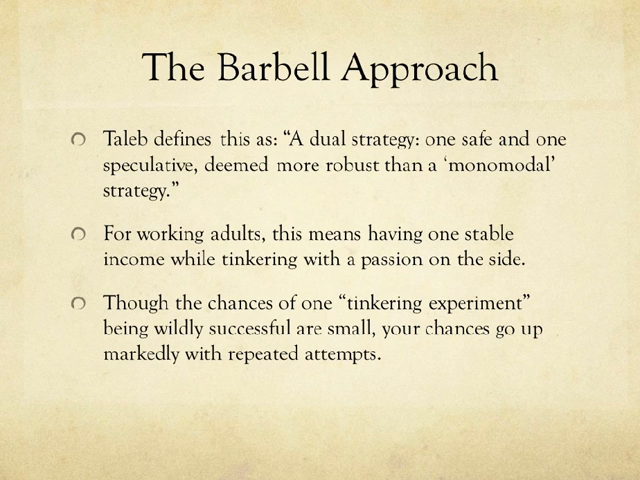 The Barbell Approach
Taleb defines this as: “A dual strategy: one safe and one
speculative, deemed more robust than a ‘monomodal’
strategy.”
For working adults, this means having one stable
income while tinkering with a passion on the side.
Though the chances of one “tinkering experiment”
being wildly successful are small, your chances go up
markedly with repeated attempts.